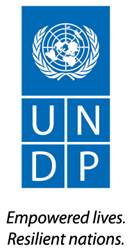 U N
D P
Empowered lives.
Resilient nations.